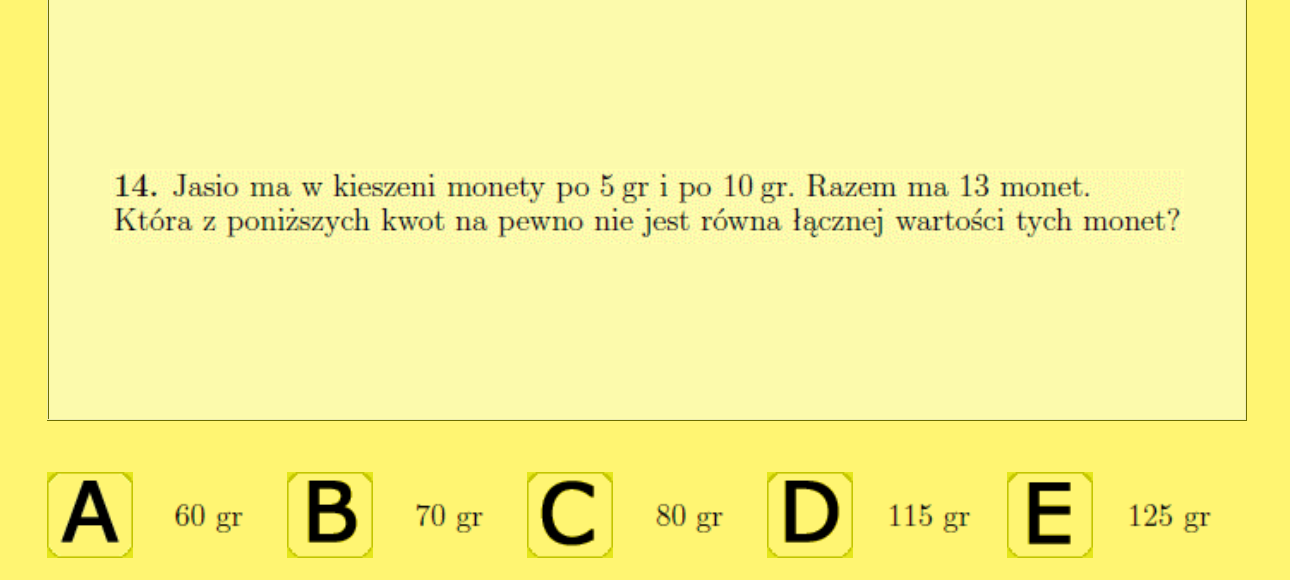 14. Jasio ma w kieszeni monety po 5 gr i po 10 gr. Razem ma 13 monet.
Która z poniższych kwot na pewno nie jest równa łącznej wartości tych monet?
A 60 gr B 70 gr C 80 gr D 115 gr E 125 gr